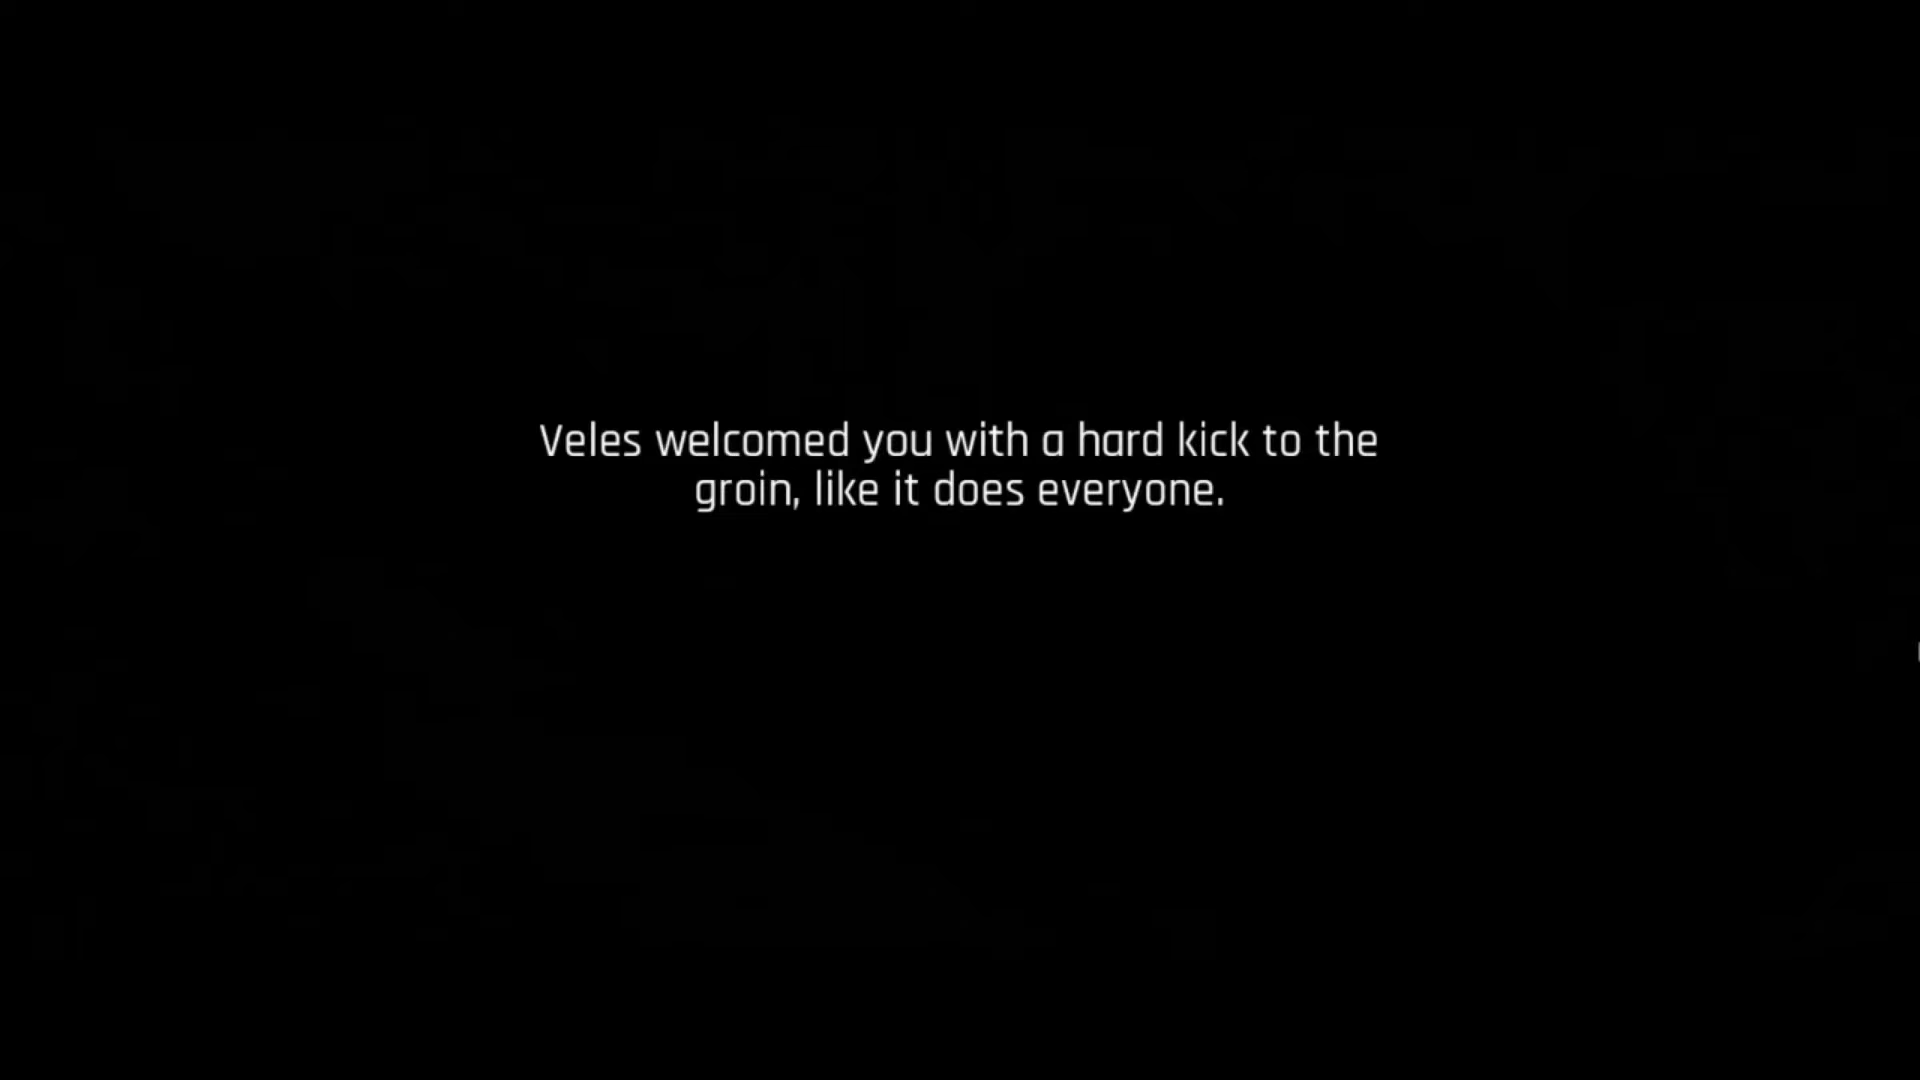 Veles welcomed you with a hard kick to the
groin, like it does everyone.